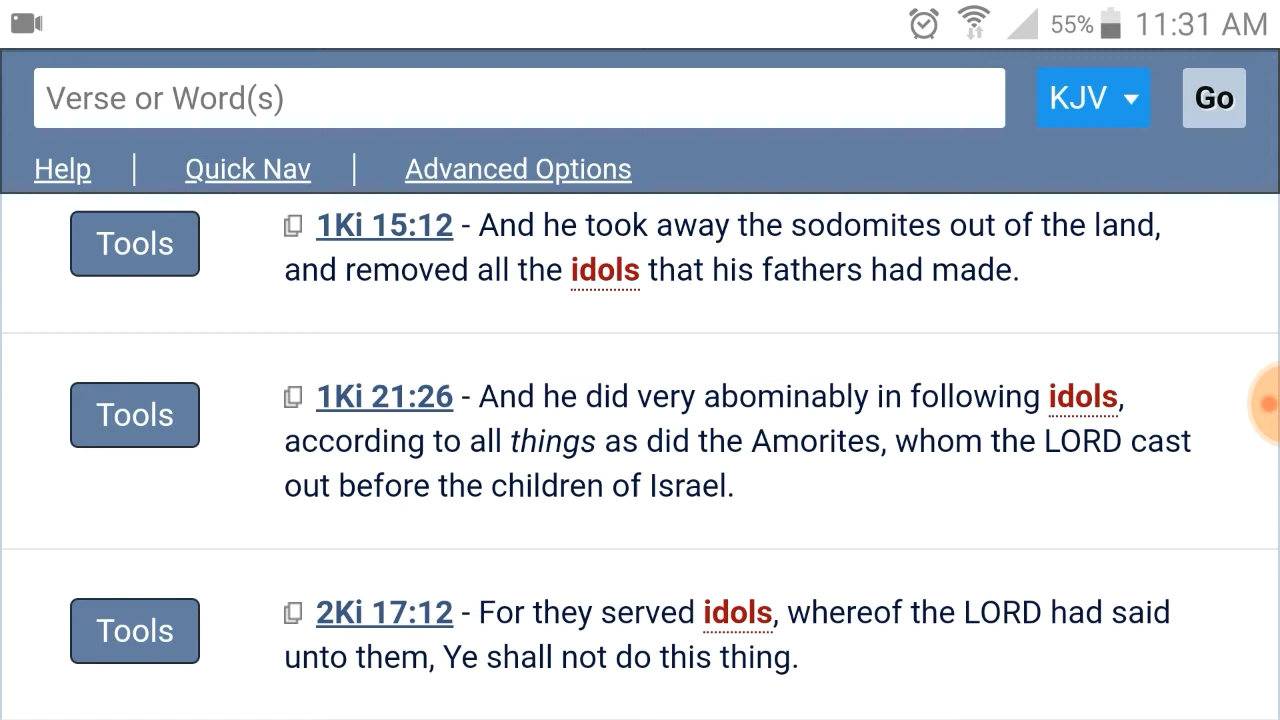 55% 11:31 AM
Verse or Word(s) KJV Go
Help | Quick Nav | Advanced Options
Tools 1Ki 15:12 - And he took away the sodomites out of the land,
and removed all the idols that his fathers had made.
Tools 1Ki 21:26 - And he did very abominably in following idols,
according to all things as did the Amorites, whom the LORD cast
out before the children of Israel.
Tools 2Ki 17:12 - For they served idols, whereof the LORD had said
unto them, Ye shall not do this thing.